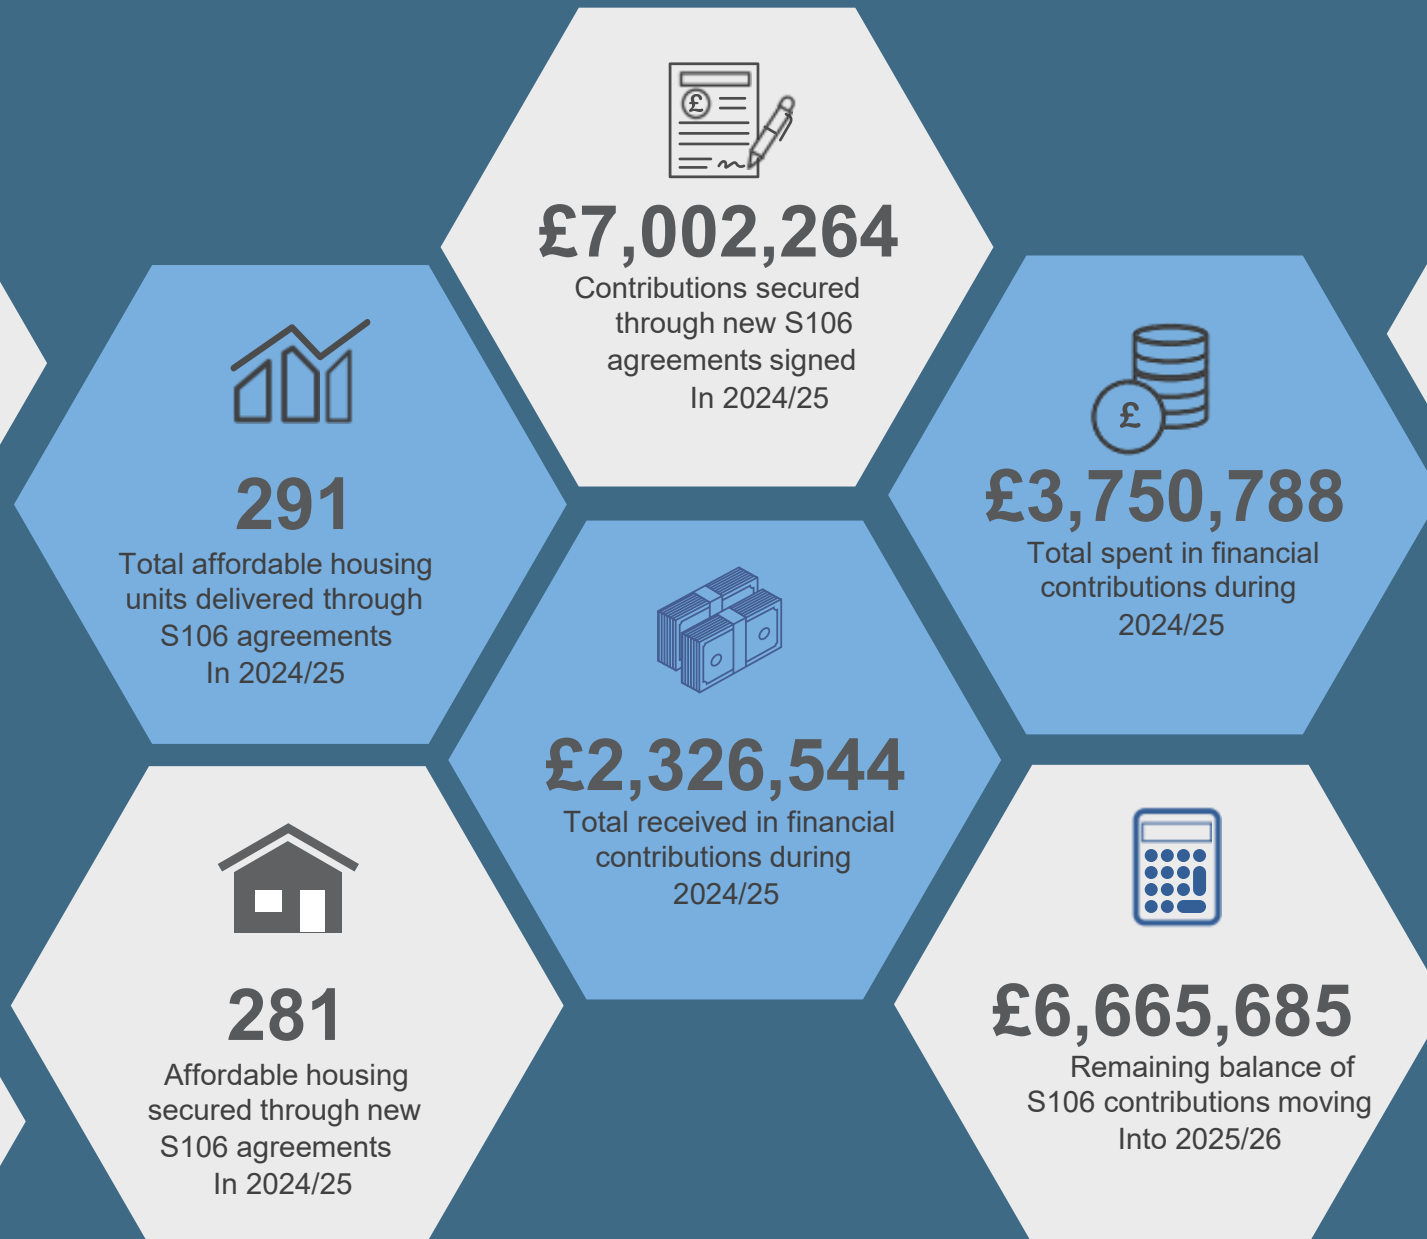 £
£7,002,264
Contributions secured
through new S106
agreements signed
In 2024/25
291
Total affordable housing
units delivered through
S106 agreements
In 2024/25
£
£3,750,788
Total spent in financial
contributions during
2024/25
£2,326,544
Total received in financial
contributions during
2024/25
281
Affordable housing
secured through new
S106 agreements
In 2024/25
£6,665,685
Remaining balance of
S106 contributions moving
Into 2025/26